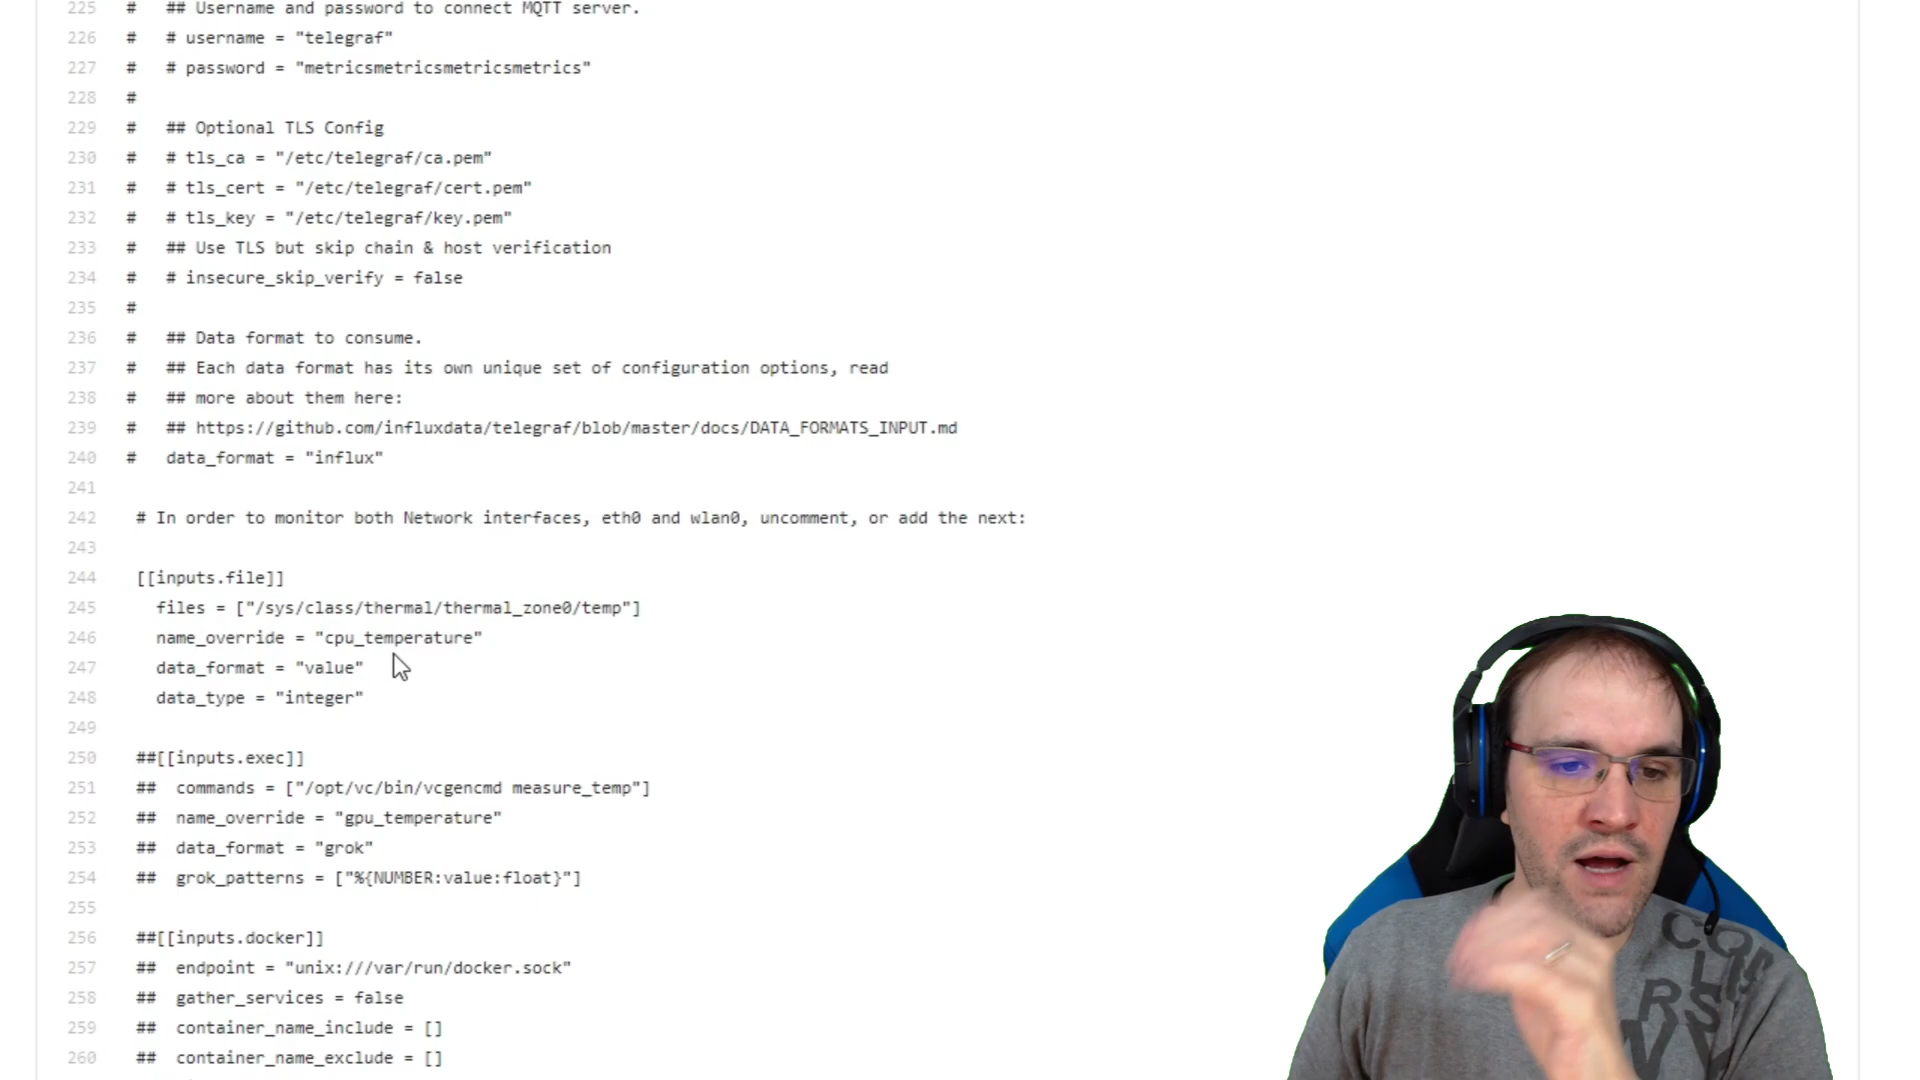 225 #   ## Username and password to connect MQTT server.
226 #   # username = "telegraf"
227 #   # password = "metricsmetricsmetricsmetrics"
228 #
229 #   ## Optional TLS Config
230 #   # tls_ca = "/etc/telegraf/ca.pem"
231 #   # tls_cert = "/etc/telegraf/cert.pem"
232 #   # tls_key = "/etc/telegraf/key.pem"
233 #   ## Use TLS but skip chain & host verification
234 #   # insecure_skip_verify = false
235 #
236 #   ## Data format to consume.
237 #   ## Each data format has its own unique set of configuration options, read
238 #   ## more about them here:
239 #   ## https://github.com/influxdata/telegraf/blob/master/docs/DATA_FORMATS_INPUT.md
240 #   data_format = "influx"
241
242 # In order to monitor both Network interfaces, eth0 and wlan0, uncomment, or add the next:
243
244 [[inputs.file]]
245   files = ["/sys/class/thermal/thermal_zone0/temp"]
246   name_override = "cpu_temperature"
247   data_format = "value"
248   data_type = "integer"
249
250 ##[[inputs.exec]]
251 ##  commands = ["/opt/vc/bin/vcgencmd measure_temp"]
252 ##  name_override = "gpu_temperature"
253 ##  data_format = "grok"
254 ##  grok_patterns = ["%{NUMBER:value:float}"]
255
256 ##[[inputs.docker]]
257 ##  endpoint = "unix:///var/run/docker.sock"
258 ##  gather_services = false
259 ##  container_name_include = []
260 ##  container_name_exclude = []